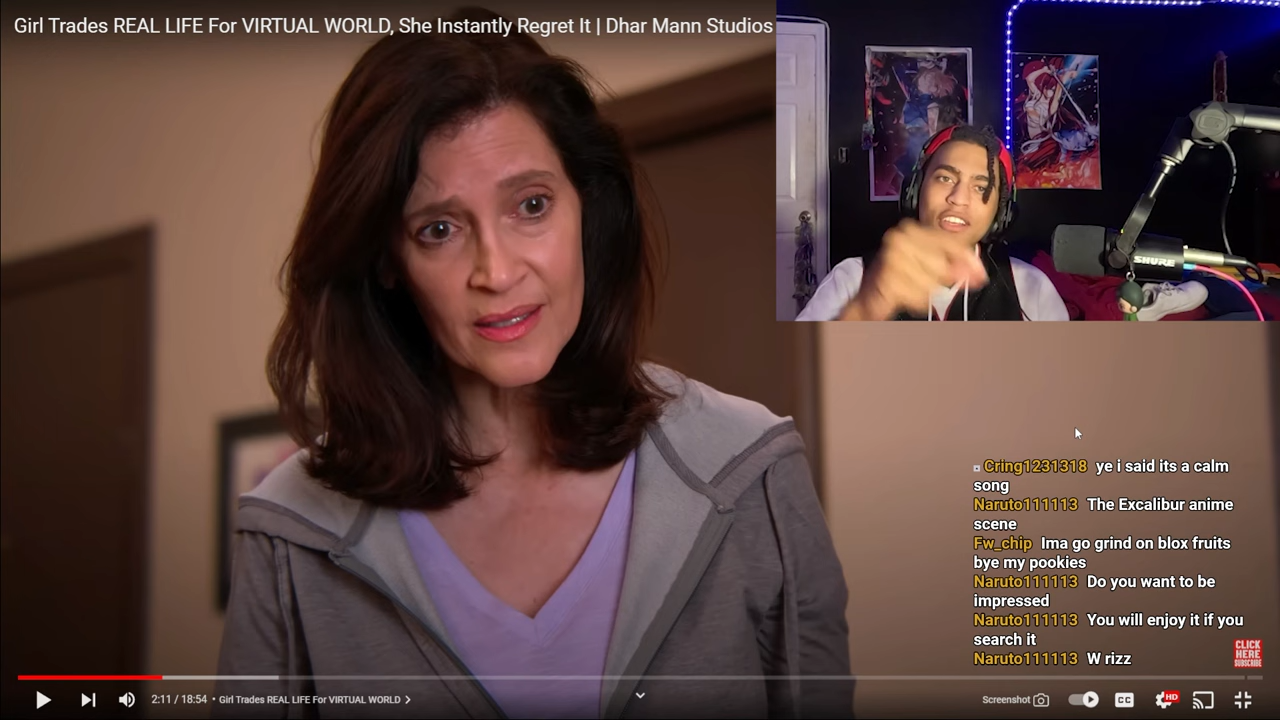 Girl Trades REAL LIFE For VIRTUAL WORLD, She Instantly Regret It | Dhar Mann Studios
SHURE
Cring1231318 ye i said its a calm
song
Naruto111113 The Excalibur anime
scene
Fw_chip Ima go grind on blox fruits
bye my pookies
Naruto111113 Do you want to be
impressed
Naruto111113 You will enjoy it if you
search it
Naruto111113 W rizz
CLICK
HERE
SUBSCRIBE
2:11 / 18:54 • Girl Trades REAL LIFE For VIRTUAL WORLD
Screenshot
CC
HD